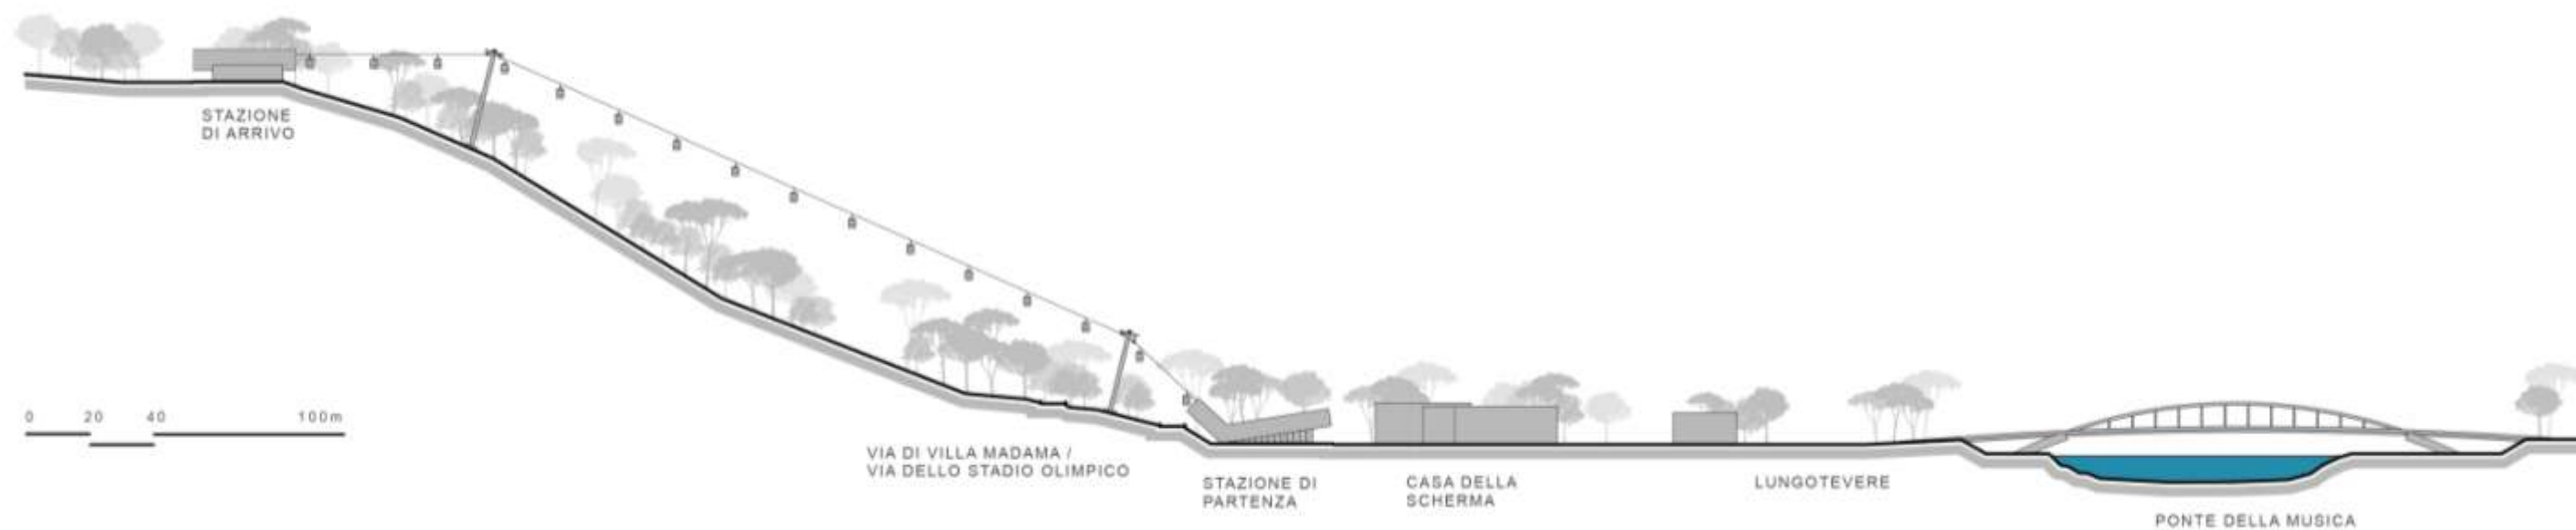 STAZIONE
DI ARRIVO
0 20 40 100m
VIA DI VILLA MADAMA /
VIA DELLO STADIO OLIMPICO
STAZIONE DI
PARTENZA
CASA DELLA
SCHERMA
LUNGOTEVERE
PONTE DELLA MUSICA